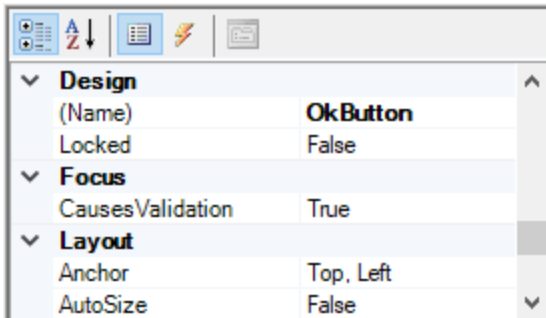 Design
(Name) OkButton
Locked False
Focus
CausesValidation True
Layout
Anchor Top, Left
AutoSize False